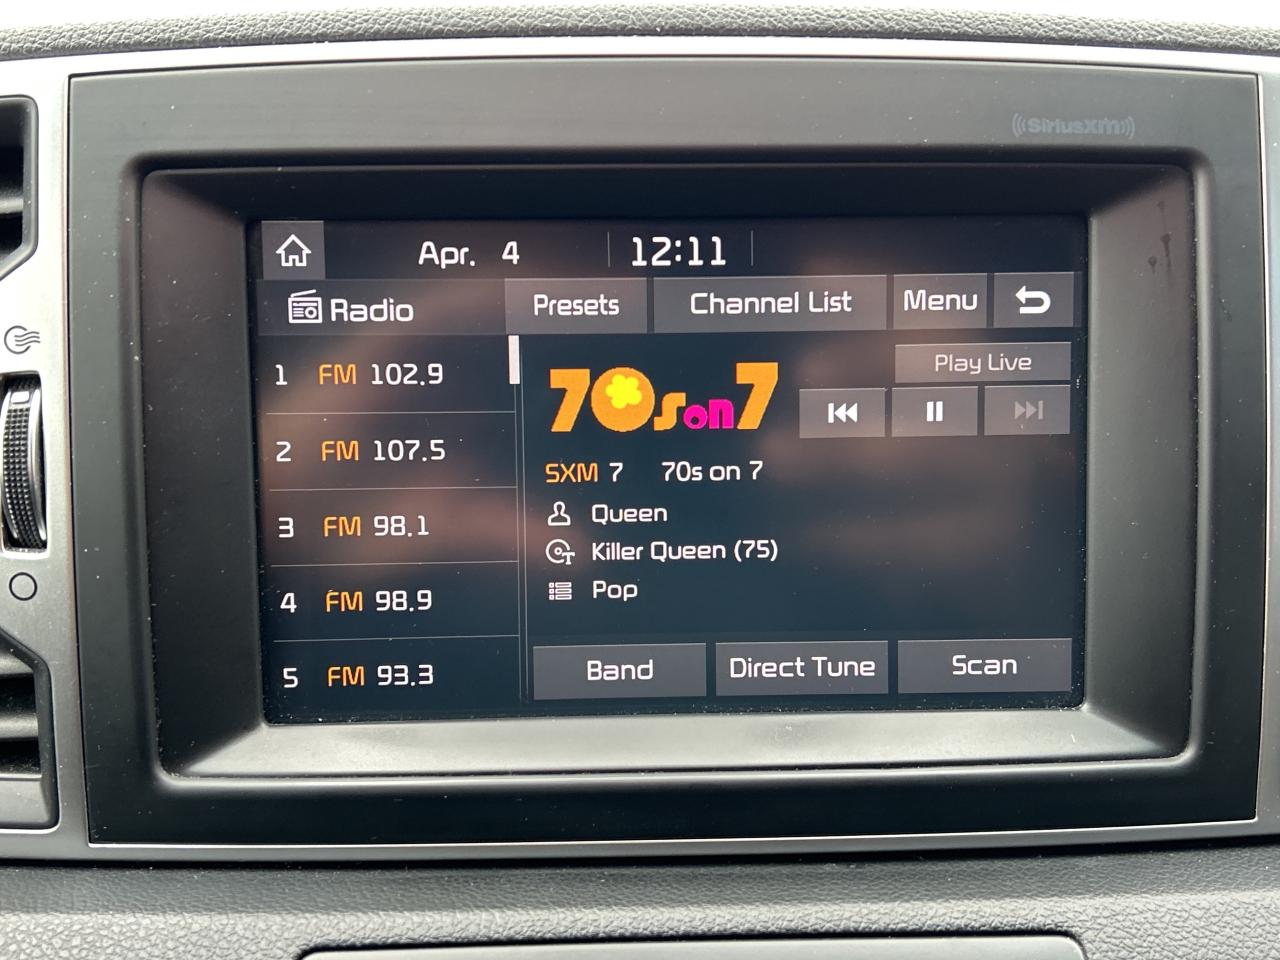 ((SiriusXM))
Apr. 4 12:11
Radio Presets Channel List Menu
1 FM 102.9
2 FM 107.5
3 FM 98.1
4 FM 98.9
5 FM 93.3
Play Live
70s on 7
SXM 7 70s on 7
Queen
Killer Queen (75)
Pop
Band Direct Tune Scan